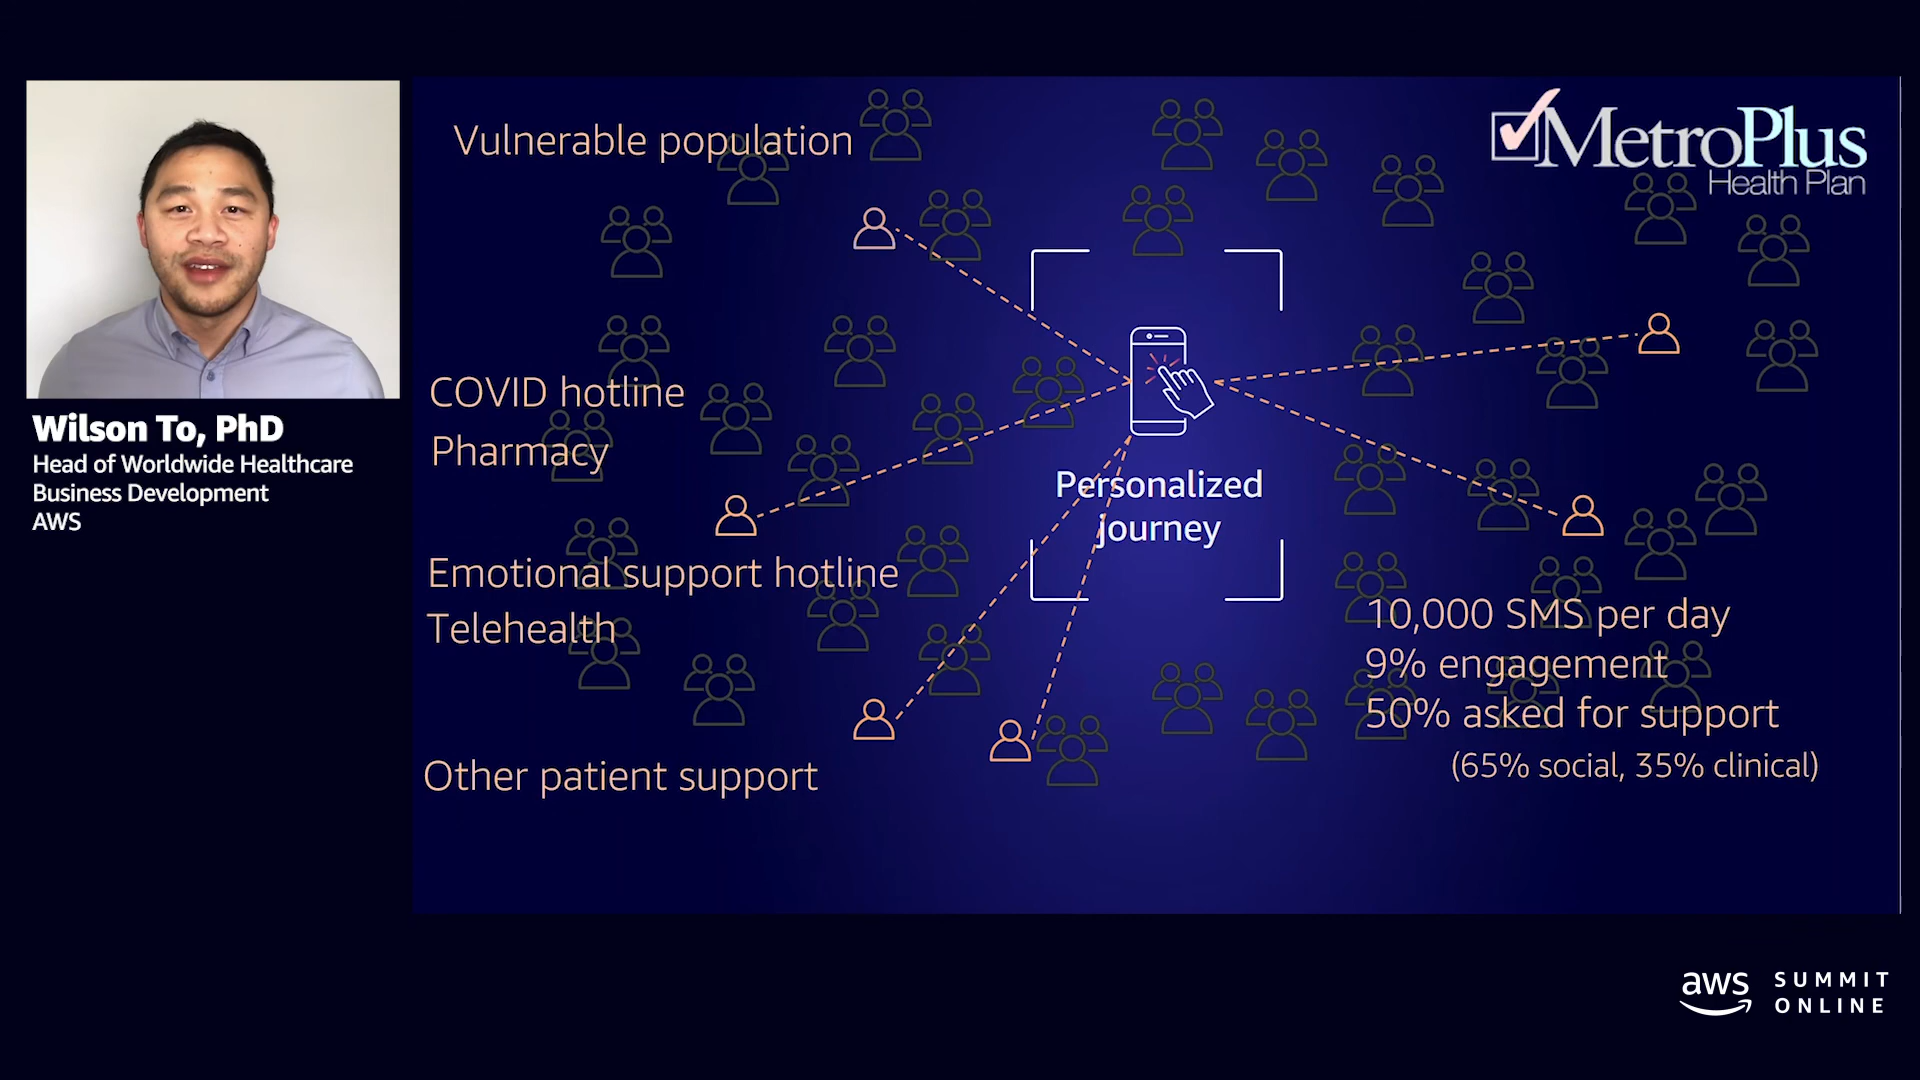 Wilson To, PhD
Head of Worldwide Healthcare
Business Development
AWS
Vulnerable population
COVID hotline
Pharmacy
Emotional support hotline
Telehealth
Other patient support
Personalized
journey
MetroPlus
Health Plan
10,000 SMS per day
9% engagement
50% asked for support
(65% social, 35% clinical)
aws
SUMMIT
ONLINE